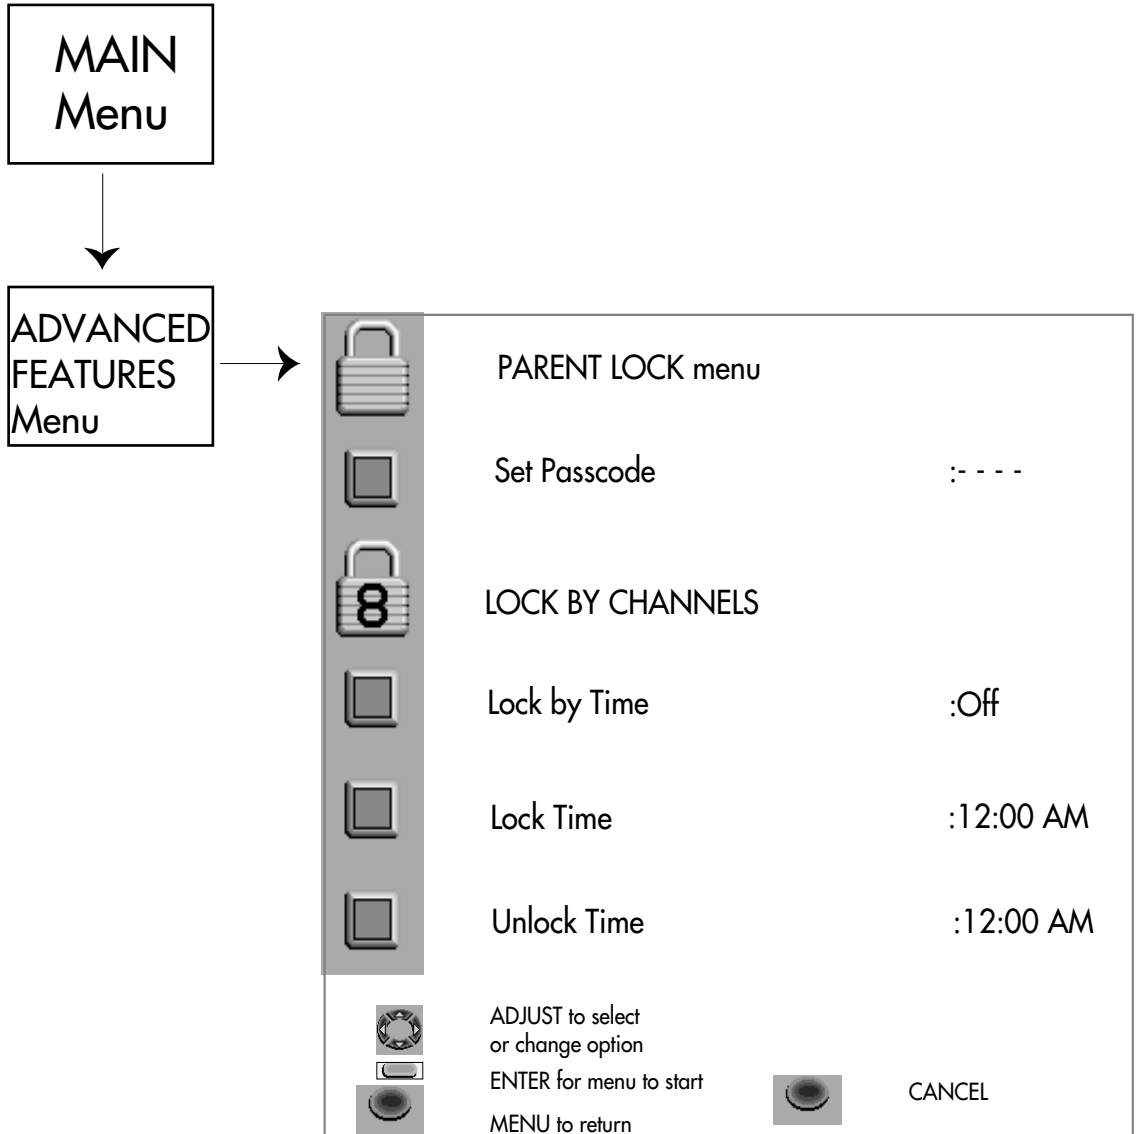 MAIN
Menu
ADVANCED
FEATURES
Menu
PARENT LOCK menu
Set Passcode :- - - -
8
LOCK BY CHANNELS
Lock by Time :Off
Lock Time :12:00 AM
Unlock Time :12:00 AM
ADJUST to select
or change option
ENTER for menu to start
MENU to return
CANCEL